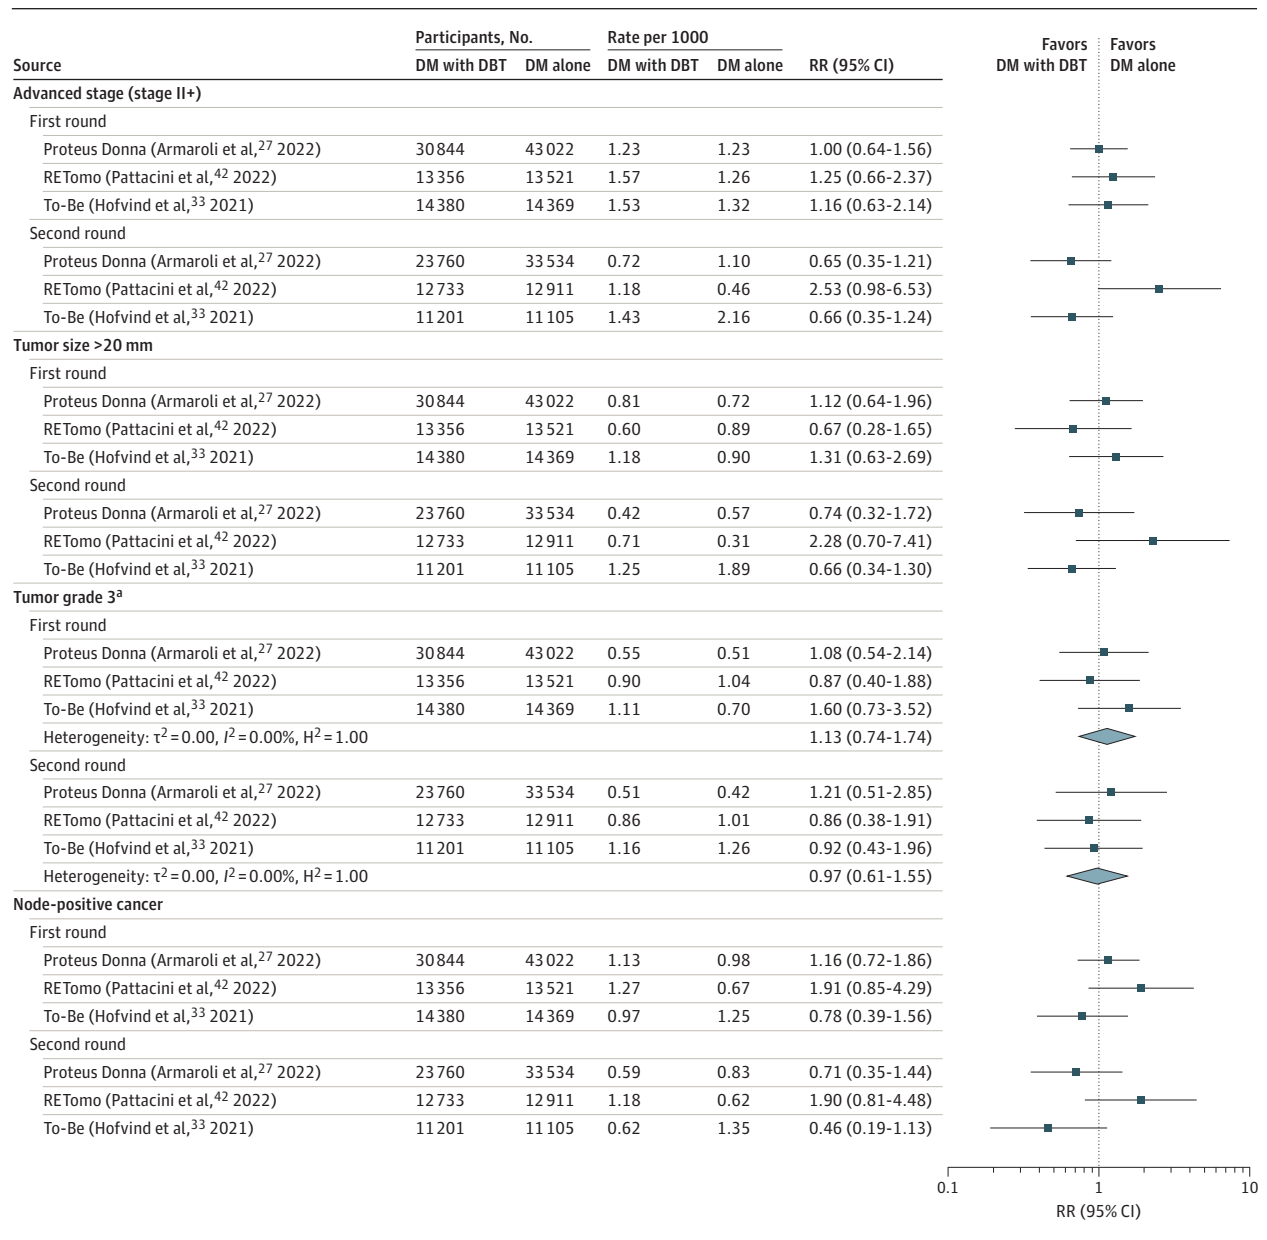 Participants, No. Rate per 1000 Favors Favors
Source DM with DBT DM alone DM with DBT DM alone RR (95% CI) DM with DBT DM alone
Advanced stage (stage II+)
First round
Proteus Donna (Armaroli et al,27 2022) 30844 43022 1.23 1.23 1.00 (0.64-1.56)
RETomo (Pattacini et al,42 2022) 13356 13521 1.57 1.26 1.25 (0.66-2.37)
To-Be (Hofvind et al,33 2021) 14380 14369 1.53 1.32 1.16 (0.63-2.14)
Second round
Proteus Donna (Armaroli et al,27 2022) 23760 33534 0.72 1.10 0.65 (0.35-1.21)
RETomo (Pattacini et al,42 2022) 12733 12911 1.18 0.46 2.53 (0.98-6.53)
To-Be (Hofvind et al,33 2021) 11201 11105 1.43 2.16 0.66 (0.35-1.24)
Tumor size >20 mm
First round
Proteus Donna (Armaroli et al,27 2022) 30844 43022 0.81 0.72 1.12 (0.64-1.96)
RETomo (Pattacini et al,42 2022) 13356 13521 0.60 0.89 0.67 (0.28-1.65)
To-Be (Hofvind et al,33 2021) 14380 14369 1.18 0.90 1.31 (0.63-2.69)
Second round
Proteus Donna (Armaroli et al,27 2022) 23760 33534 0.42 0.57 0.74 (0.32-1.72)
RETomo (Pattacini et al,42 2022) 12733 12911 0.71 0.31 2.28 (0.70-7.41)
To-Be (Hofvind et al,33 2021) 11201 11105 1.25 1.89 0.66 (0.34-1.30)
Tumor grade 3a
First round
Proteus Donna (Armaroli et al,27 2022) 30844 43022 0.55 0.51 1.08 (0.54-2.14)
RETomo (Pattacini et al,42 2022) 13356 13521 0.90 1.04 0.87 (0.40-1.88)
To-Be (Hofvind et al,33 2021) 14380 14369 1.11 0.70 1.60 (0.73-3.52)
Heterogeneity: τ2 = 0.00, I2 = 0.00%, H2 = 1.00 1.13 (0.74-1.74)
Second round
Proteus Donna (Armaroli et al,27 2022) 23760 33534 0.51 0.42 1.21 (0.51-2.85)
RETomo (Pattacini et al,42 2022) 12733 12911 0.86 1.01 0.86 (0.38-1.91)
To-Be (Hofvind et al,33 2021) 11201 11105 1.16 1.26 0.92 (0.43-1.96)
Heterogeneity: τ2 = 0.00, I2 = 0.00%, H2 = 1.00 0.97 (0.61-1.55)
Node-positive cancer
First round
Proteus Donna (Armaroli et al,27 2022) 30844 43022 1.13 0.98 1.16 (0.72-1.86)
RETomo (Pattacini et al,42 2022) 13356 13521 1.27 0.67 1.91 (0.85-4.29)
To-Be (Hofvind et al,33 2021) 14380 14369 0.97 1.25 0.78 (0.39-1.56)
Second round
Proteus Donna (Armaroli et al,27 2022) 23760 33534 0.59 0.83 0.71 (0.35-1.44)
RETomo (Pattacini et al,42 2022) 12733 12911 1.18 0.62 1.90 (0.81-4.48)
To-Be (Hofvind et al,33 2021) 11201 11105 0.62 1.35 0.46 (0.19-1.13)
0.1 1 10
RR (95% CI)